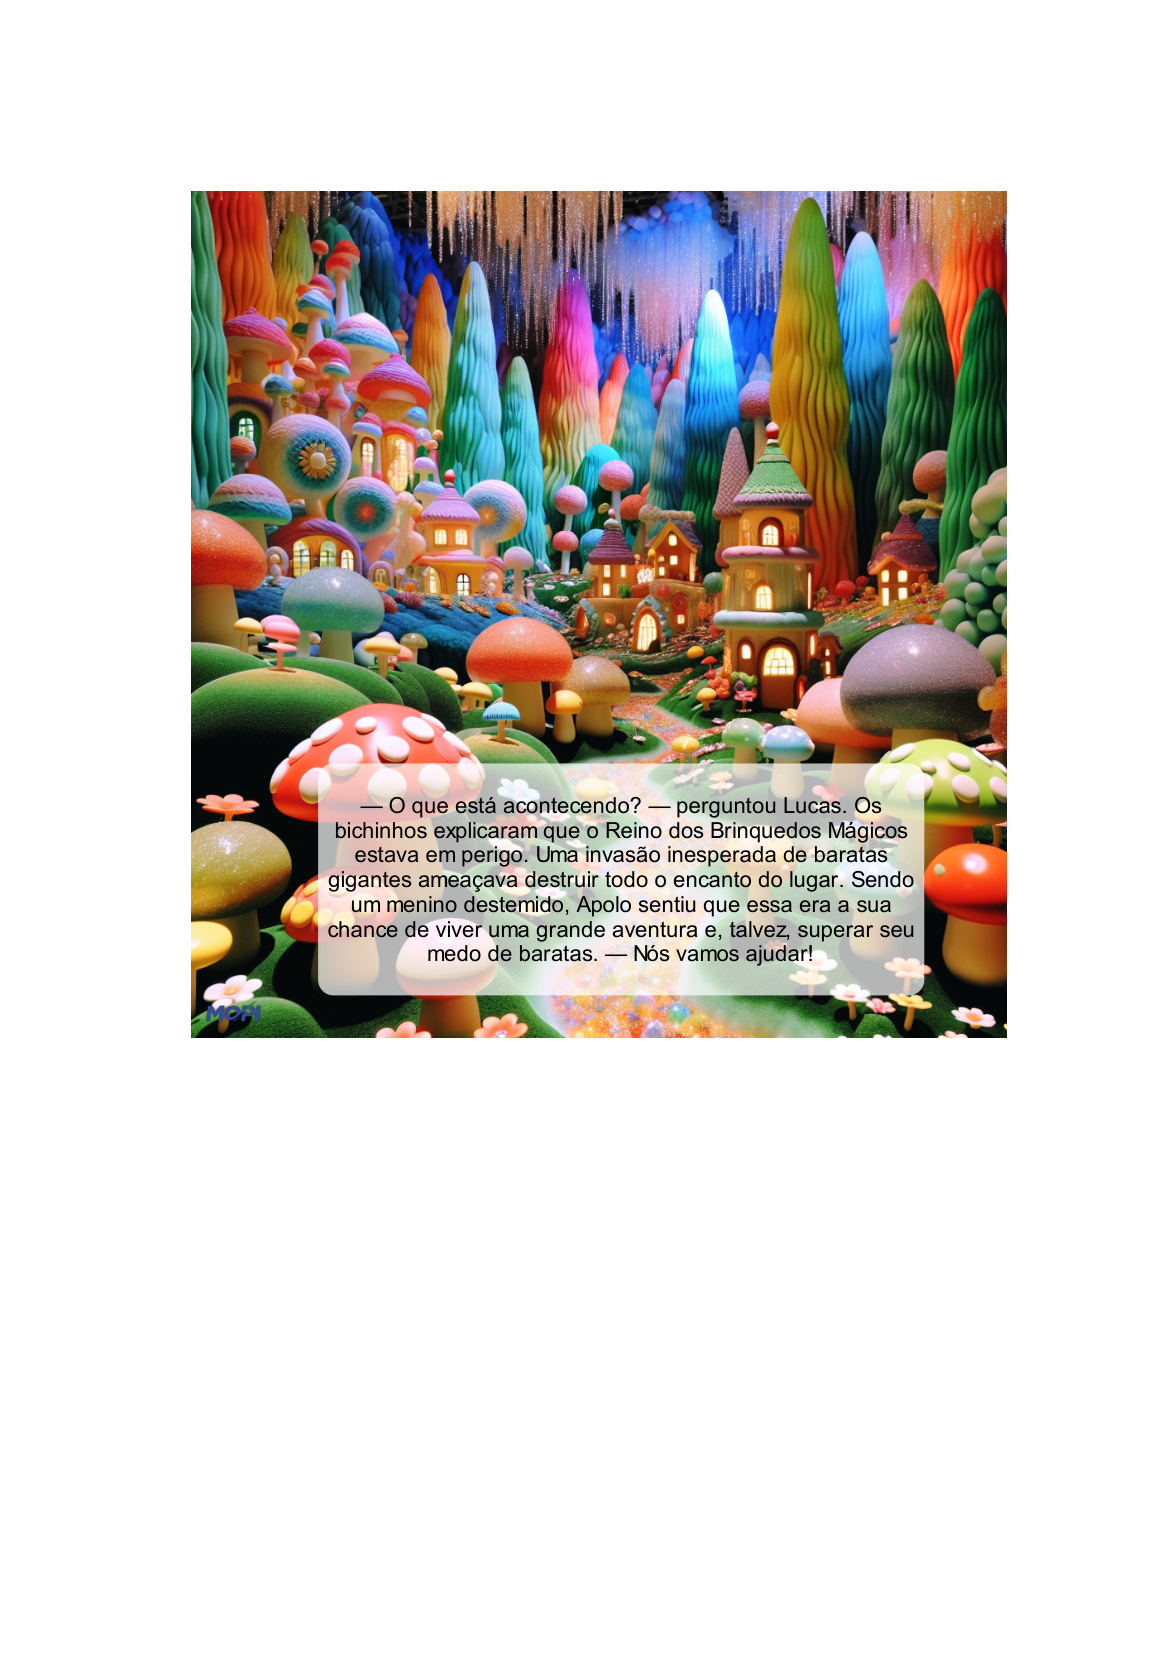 — O que está acontecendo? — perguntou Lucas. Os
bichinhos explicaram que o Reino dos Brinquedos Mágicos
estava em perigo. Uma invasão inesperada de baratas
gigantes ameaçava destruir todo o encanto do lugar. Sendo
um menino destemido, Apolo sentiu que essa era a sua
chance de viver uma grande aventura e, talvez, superar seu
medo de baratas. — Nós vamos ajudar!
MOPI